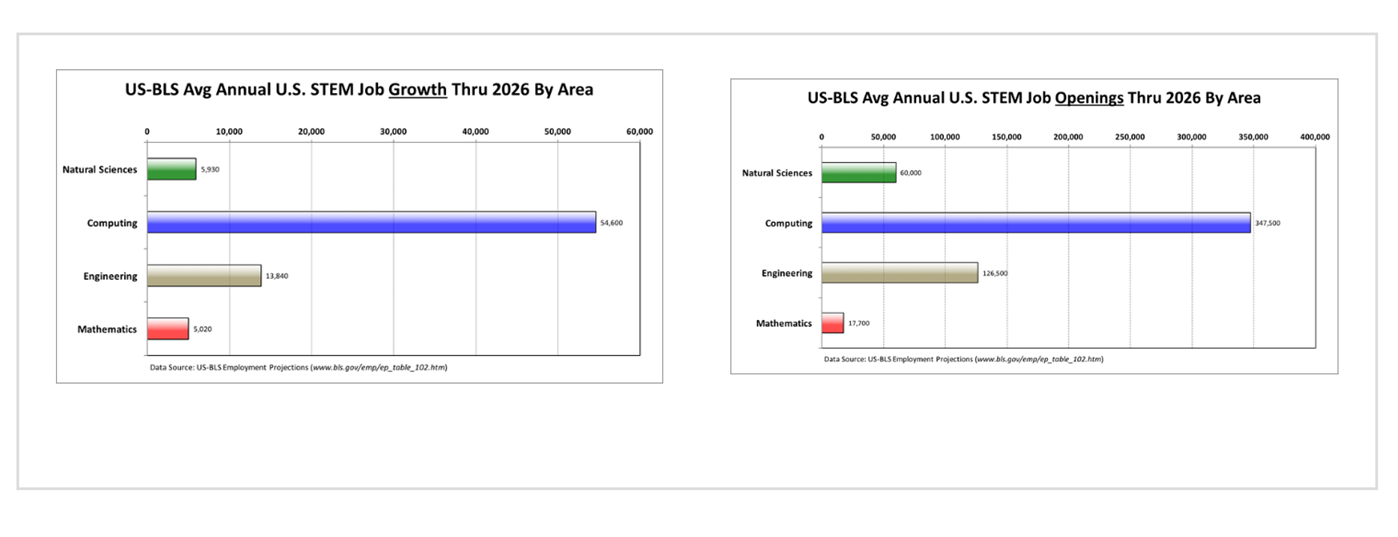 US-BLS Avg Annual U.S. STEM Job Growth Thru 2026 By Area
0 10,000 20,000 30,000 40,000 50,000 60,000
Natural Sciences 5,930
Computing 54,600
Engineering 13,840
Mathematics 5,020
Data Source: US-BLS Employment Projections (www.bls.gov/emp/ep_table_102.htm)
US-BLS Avg Annual U.S. STEM Job Openings Thru 2026 By Area
0 50,000 100,000 150,000 200,000 250,000 300,000 350,000 400,000
Natural Sciences 60,000
Computing 347,500
Engineering 126,500
Mathematics 17,700
Data Source: US-BLS Employment Projections (www.bls.gov/emp/ep_table_102.htm)